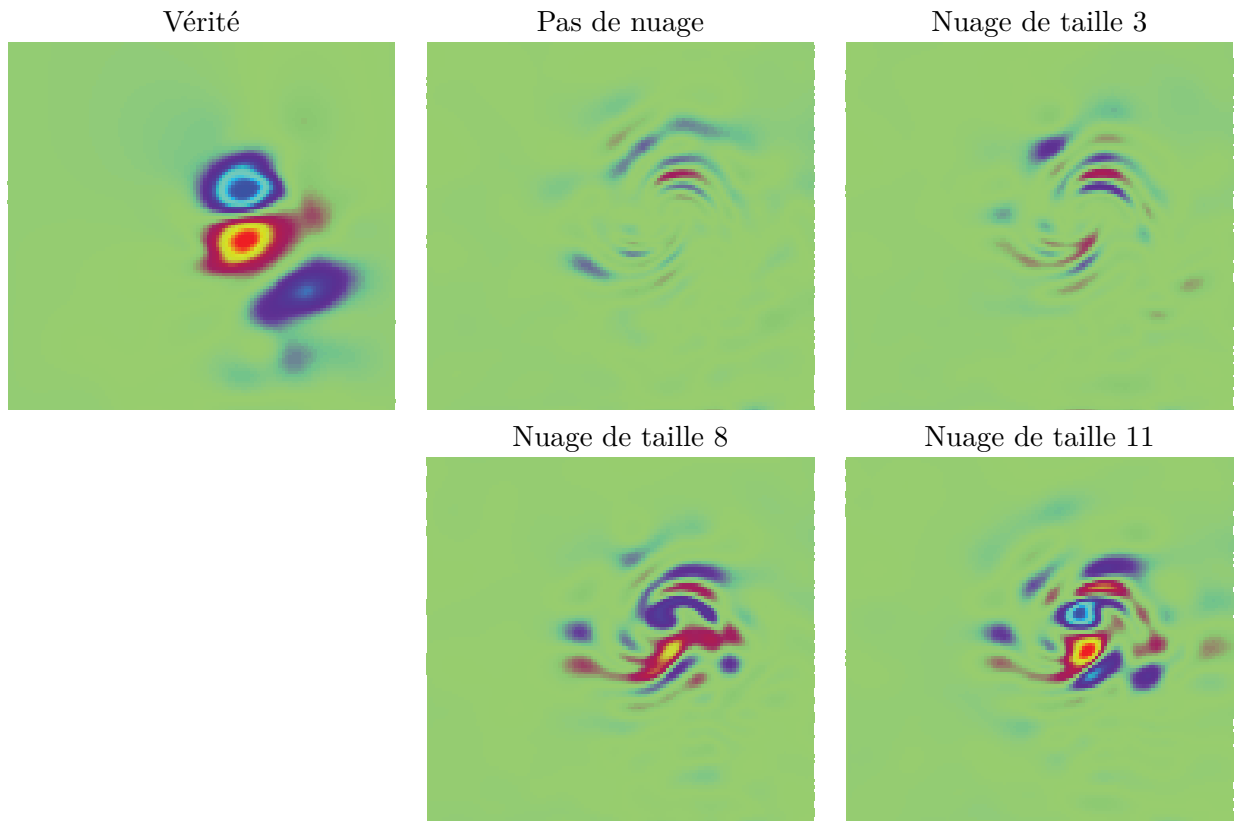 Vérité
Pas de nuage
Nuage de taille 3
Nuage de taille 8
Nuage de taille 11